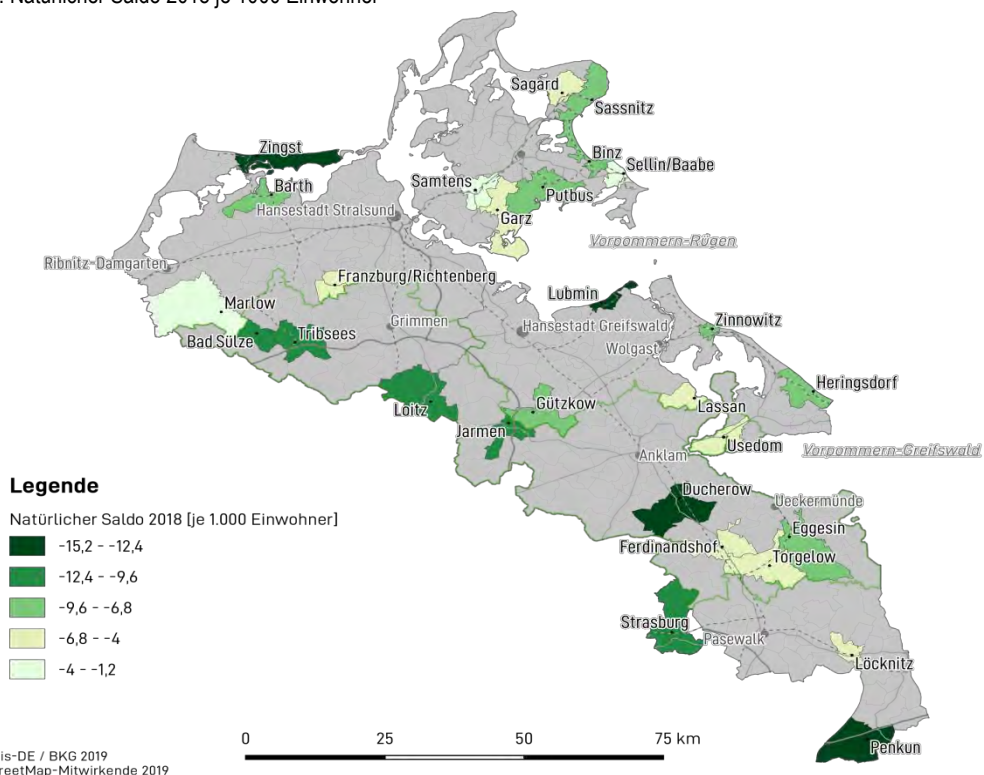 : Natürlicher Saldo 2018 je 1000 Einwohner
Sagard
Sassnitz
Zingst
Binz
Sellin/Baabe
Barth
Samtens
Putbus
Hansestadt Stralsund
Garz
Vorpommern-Rügen
Ribnitz-Damgarten
Franzburg/Richtenberg
Lubmin
Marlow
Zinnowitz
Grimmen
Hansestadt Greifswald
Bad Sülze
Tribsees
Wolgast
Heringsdorf
Loitz
Gützkow
Lassan
Jarmen
Usedom
Vorpommern-Greifswald
Anklam
Legende
Ducherow
Ueckermünde
Natürlicher Saldo 2018 [je 1.000 Einwohner]
Eggesin
-15,2 - -12,4
Ferdinandshof
Torgelow
-12,4 - -9,6
-9,6 - -6,8
Strasburg
Pasewalk
-6,8 - -4
Löcknitz
-4 - -1,2
0 25 50 75 km
Penkun
is-DE / BKG 2019
reetMap-Mitwirkende 2019